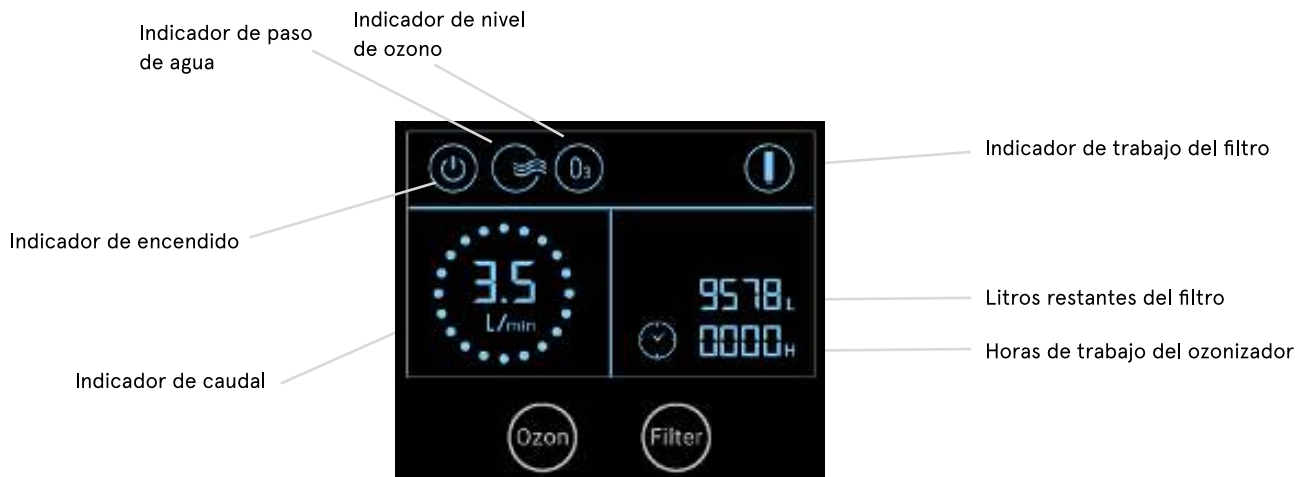 Indicador de paso
de agua
Indicador de nivel
de ozono
Indicador de trabajo del filtro
Indicador de encendido
Litros restantes del filtro
Horas de trabajo del ozonizador
Indicador de caudal
O3
3.5
L/min
9578L
0000H
Ozon
Filter